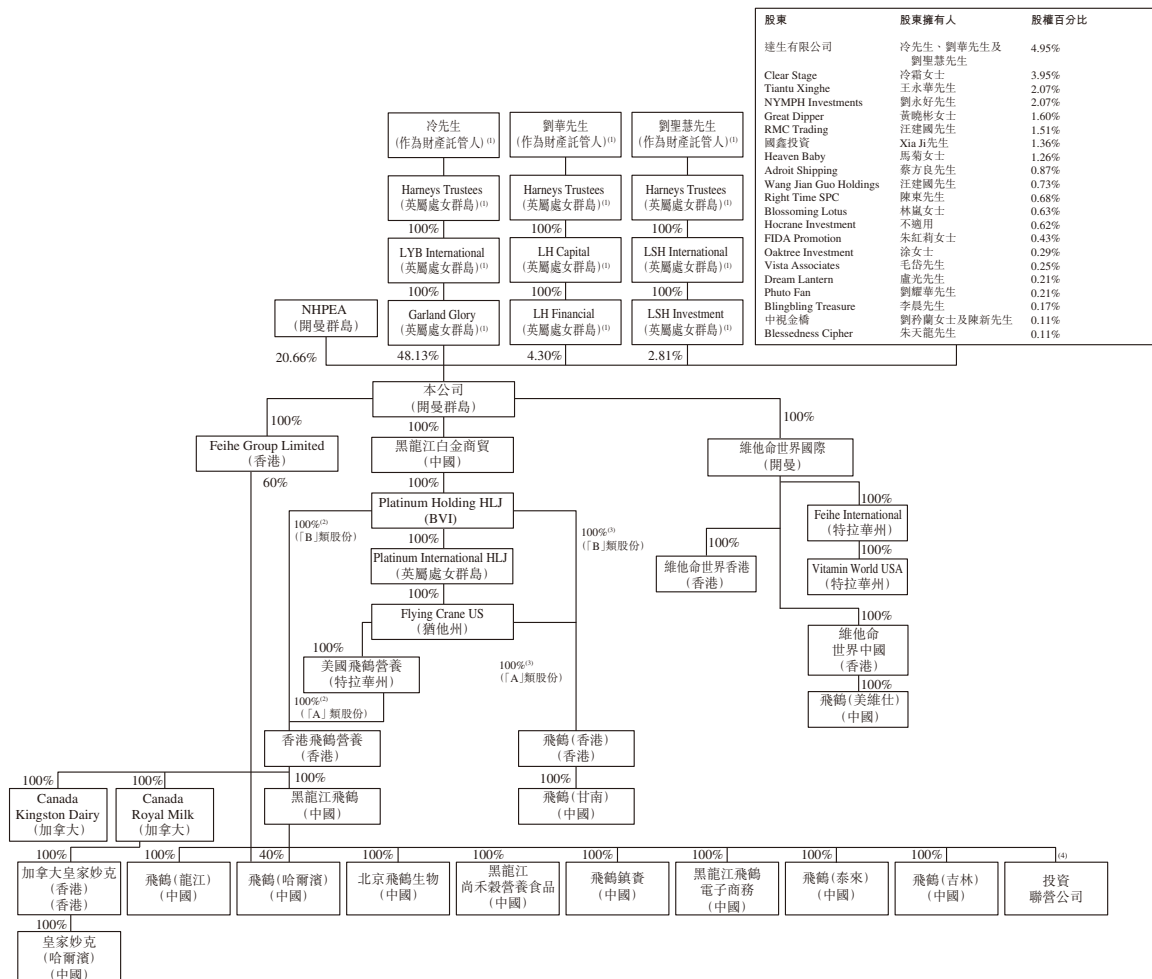 股東 股東擁有人 股權百分比
達生有限公司 冷先生、劉華先生及 4.95%
劉聖慧先生
Clear Stage 冷霜女士 3.95%
Tiantu Xinghe 王永華先生 2.07%
NYMPH Investments 劉永好先生 2.07%
Great Dipper 黃曉彬女士 1.60%
RMC Trading 汪建國先生 1.51%
國鑫投資 Xia Ji先生 1.36%
Heaven Baby 馬菊女士 1.26%
Adroit Shipping 蔡方良先生 0.87%
Wang Jian Guo Holdings 汪建國先生 0.73%
Right Time SPC 陳東先生 0.68%
Blossoming Lotus 林嵐女士 0.63%
Hocrane Investment 不適用 0.62%
FIDA Promotion 朱紅莉女士 0.43%
Oaktree Investment 涂女士 0.29%
Vista Associates 毛岱先生 0.25%
Dream Lantern 盧光先生 0.21%
Phuto Fan 劉耀華先生 0.21%
Blingbling Treasure 李晨先生 0.17%
中視金橋 劉矜蘭女士及陳新先生 0.11%
Blessedness Cipher 朱天龍先生 0.11%
冷先生 劉華先生 劉聖慧先生
(作為財產託管人)(1) (作為財產託管人)(1) (作為財產託管人)(1)
Harneys Trustees Harneys Trustees Harneys Trustees
(英屬處女群島)(1) (英屬處女群島)(1) (英屬處女群島)(1)
100% 100% 100%
LYB International LH Capital LSH International
(英屬處女群島)(1) (英屬處女群島)(1) (英屬處女群島)(1)
100% 100% 100%
NHPEA Garland Glory LH Financial LSH Investment
(開曼群島) (英屬處女群島)(1) (英屬處女群島)(1) (英屬處女群島)(1)
20.66% 48.13% 4.30% 2.81%
本公司
(開曼群島)
100% 100% 100%
Feihe Group Limited 黑龍江白金商貿 維他命世界國際
(香港) (中國) (開曼)
60% 100% 100%
Platinum Holding HLJ
(BVI)
Feihe International
(特拉華州)
100%(2) 100%(3)
(「B」類股份) (「B」類股份)
100% 100% 100%
Platinum International HLJ
(英屬處女群島)
維他命世界香港 Vitamin World USA
(香港) (特拉華州)
100%
Flying Crane US
(猶他州)
100%
維他命
世界中國
(香港)
100%
美國飛鶴營養
(特拉華州)
100%(3)
(「A」類股份)
100%
飛鶴(美維仕)
(中國)
100%(2)
(「A」類股份)
香港飛鶴營養 飛鶴(香港)
(香港) (香港)
100% 100% 100% 100%
Canada Canada 黑龍江飛鶴 飛鶴(甘南)
Kingston Dairy Royal Milk (中國) (中國)
(加拿大) (加拿大)
100% 100% 40% 100% 100% 100% 100% 100% 100% (4)
加拿大皇家妙克
(香港)
(香港)
飛鶴(龍江)
(中國)
飛鶴(哈爾濱)
(中國)
北京飛鶴生物
(中國)
黑龍江
尚禾穀營養食品
(中國)
飛鶴鎮賚
(中國)
黑龍江飛鶴
電子商務
(中國)
飛鶴(泰來)
(中國)
飛鶴(吉林)
(中國)
投資
聯營公司
100%
皇家妙克
(哈爾濱)
(中國)